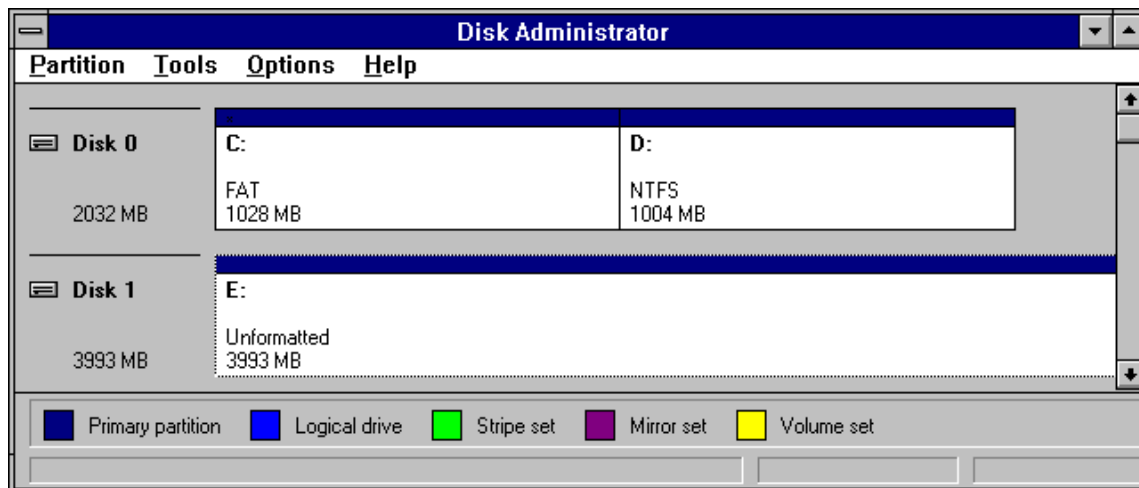 Disk Administrator
Partition Tools Options Help
Disk 0
2032 MB
C:
FAT
1028 MB
D:
NTFS
1004 MB
Disk 1
3993 MB
E:
Unformatted
3993 MB
Primary partition Logical drive Stripe set Mirror set Volume set